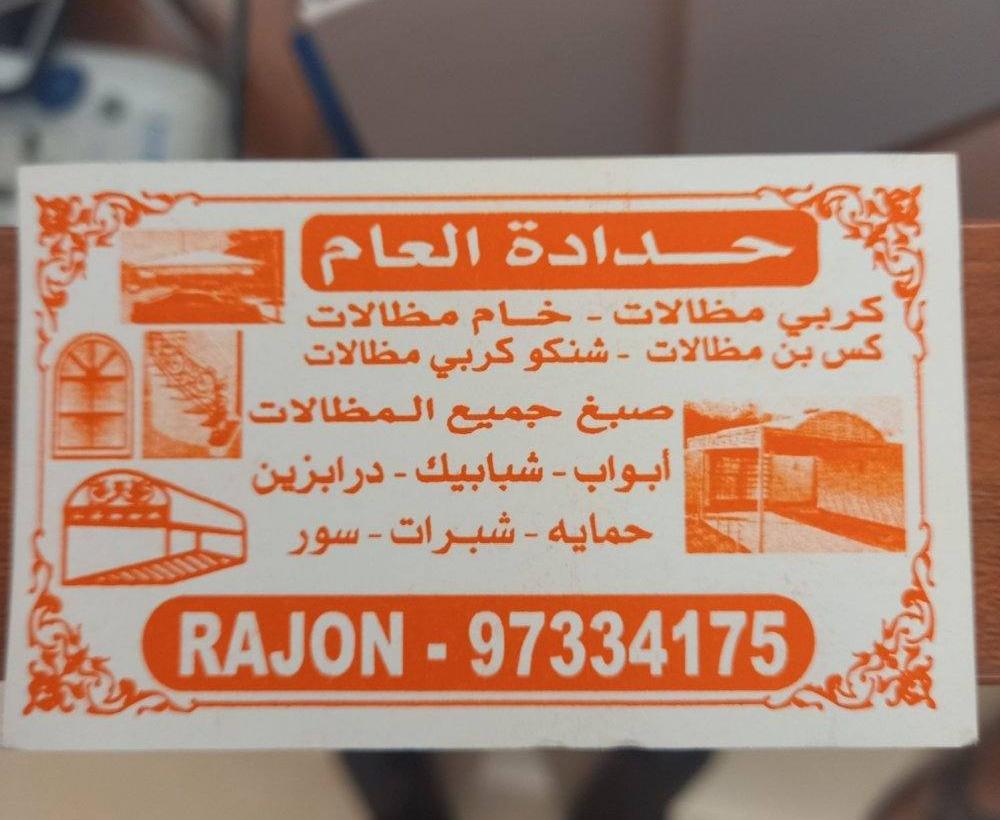 حدادة العام
كربي مظالات - خام مظالات
كس بن مظالات - شنكو كربي مظالات
صبغ جميع المظالات
أبواب - شبابيك - درابزين
حمايه - شبرات - سور
RAJON - 97334175